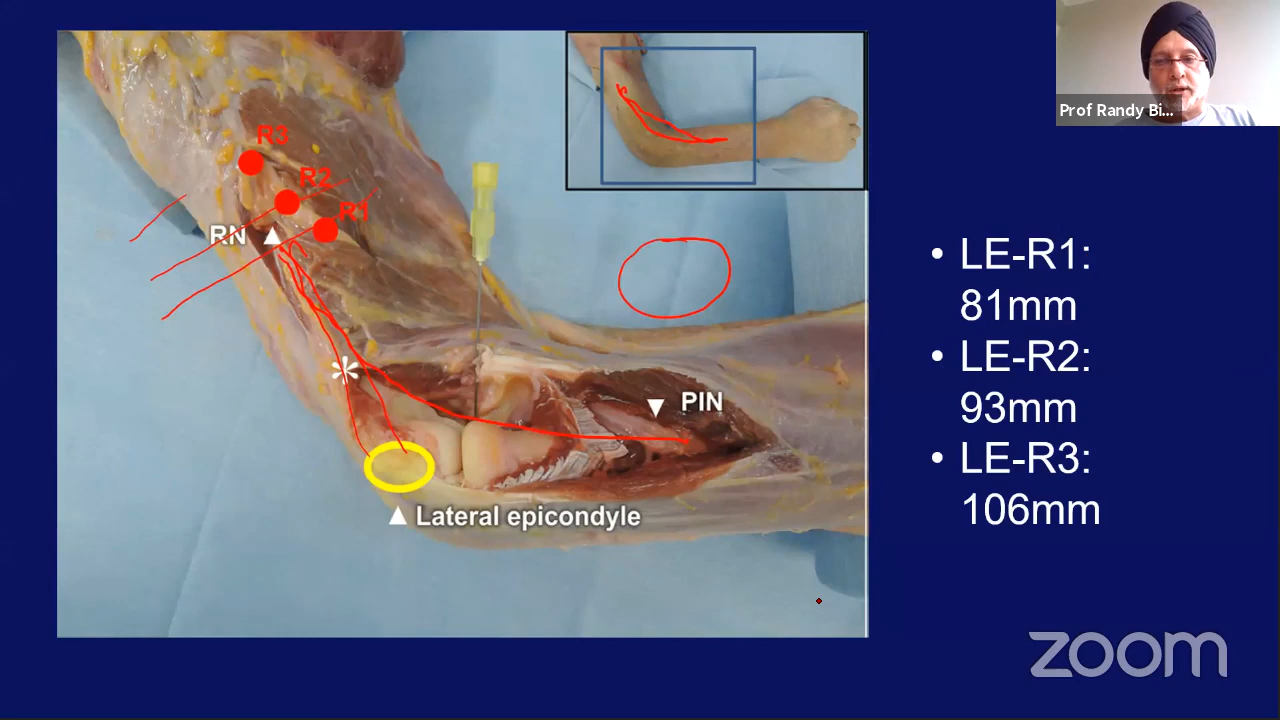 Prof Randy Bi...
R3
R2
R1
RN
*
PIN
Lateral epicondyle
• LE-R1:
81mm
• LE-R2:
93mm
• LE-R3:
106mm
zoom